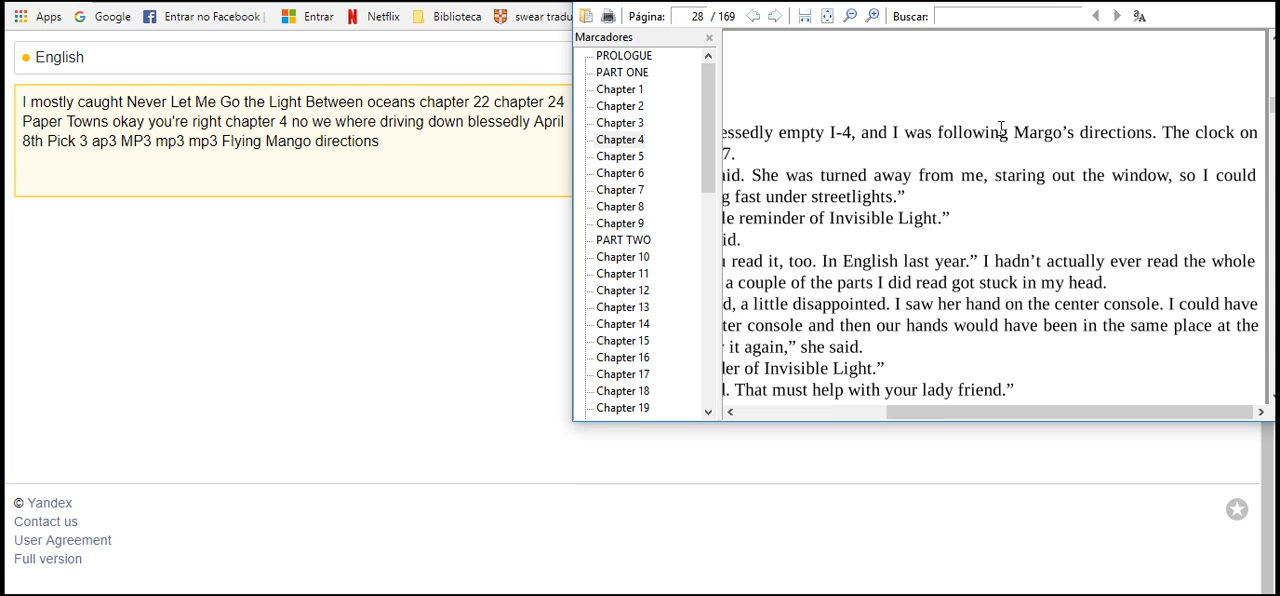 Apps Google Entrar no Facebook Entrar Netflix Biblioteca swear tradu
English
I mostly caught Never Let Me Go the Light Between oceans chapter 22 chapter 24
Paper Towns okay you're right chapter 4 no we where driving down blessedly April
8th Pick 3 ap3 MP3 mp3 mp3 Flying Mango directions
© Yandex
Contact us
User Agreement
Full version
Página: 28 / 169 Buscar:
Marcadores
PROLOGUE
PART ONE
Chapter 1
Chapter 2
Chapter 3
Chapter 4
Chapter 5
Chapter 6
Chapter 7
Chapter 8
Chapter 9
PART TWO
Chapter 10
Chapter 11
Chapter 12
Chapter 13
Chapter 14
Chapter 15
Chapter 16
Chapter 17
Chapter 18
Chapter 19
essedly empty I-4, and I was following Margo’s directions. The clock on
7.
aid. She was turned away from me, staring out the window, so I could
g fast under streetlights.”
le reminder of Invisible Light.”
id.
read it, too. In English last year.” I hadn’t actually ever read the whole
a couple of the parts I did read got stuck in my head.
d, a little disappointed. I saw her hand on the center console. I could have
ter console and then our hands would have been in the same place at the
it again,” she said.
der of Invisible Light.”
. That must help with your lady friend.”